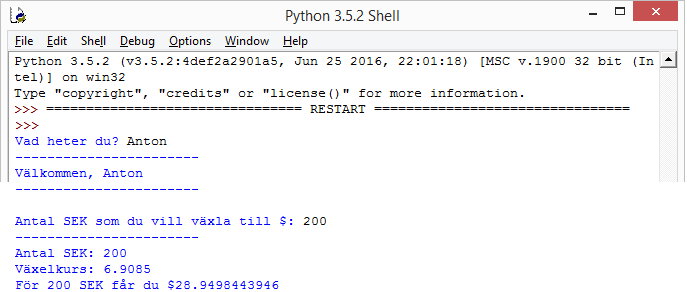 Python 3.5.2 Shell
File Edit Shell Debug Options Window Help
Python 3.5.2 (v3.5.2:4def2a2901a5, Jun 25 2016, 22:01:18) [MSC v.1900 32 bit (In
tel)] on win32
Type "copyright", "credits" or "license()" for more information.
>>> ================================ RESTART ================================
>>>
Vad heter du? Anton
-----------------------
Välkommen, Anton
-----------------------
Antal SEK som du vill växla till $: 200
-----------------------
Antal SEK: 200
Växelkurs: 6.9085
För 200 SEK får du $28.9498443946